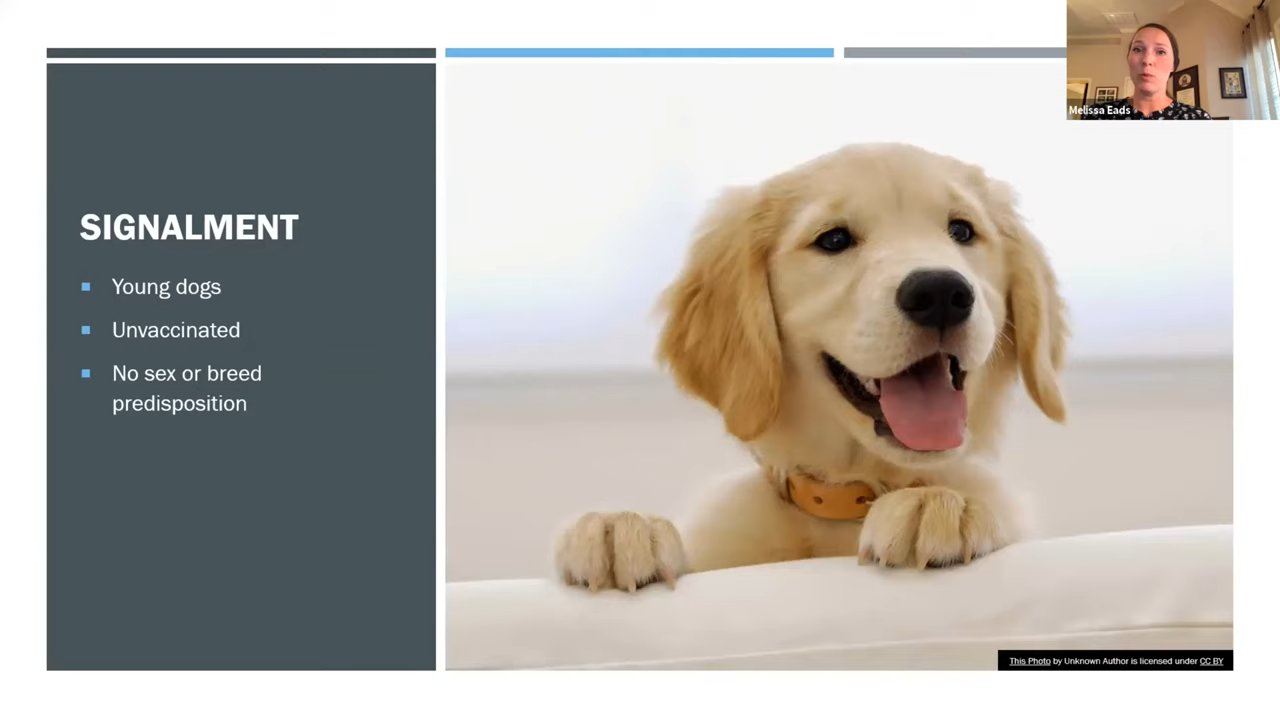 Melissa Eads
SIGNALMENT
Young dogs
Unvaccinated
No sex or breed
predisposition
This Photo by Unknown Author is licensed under CC BY